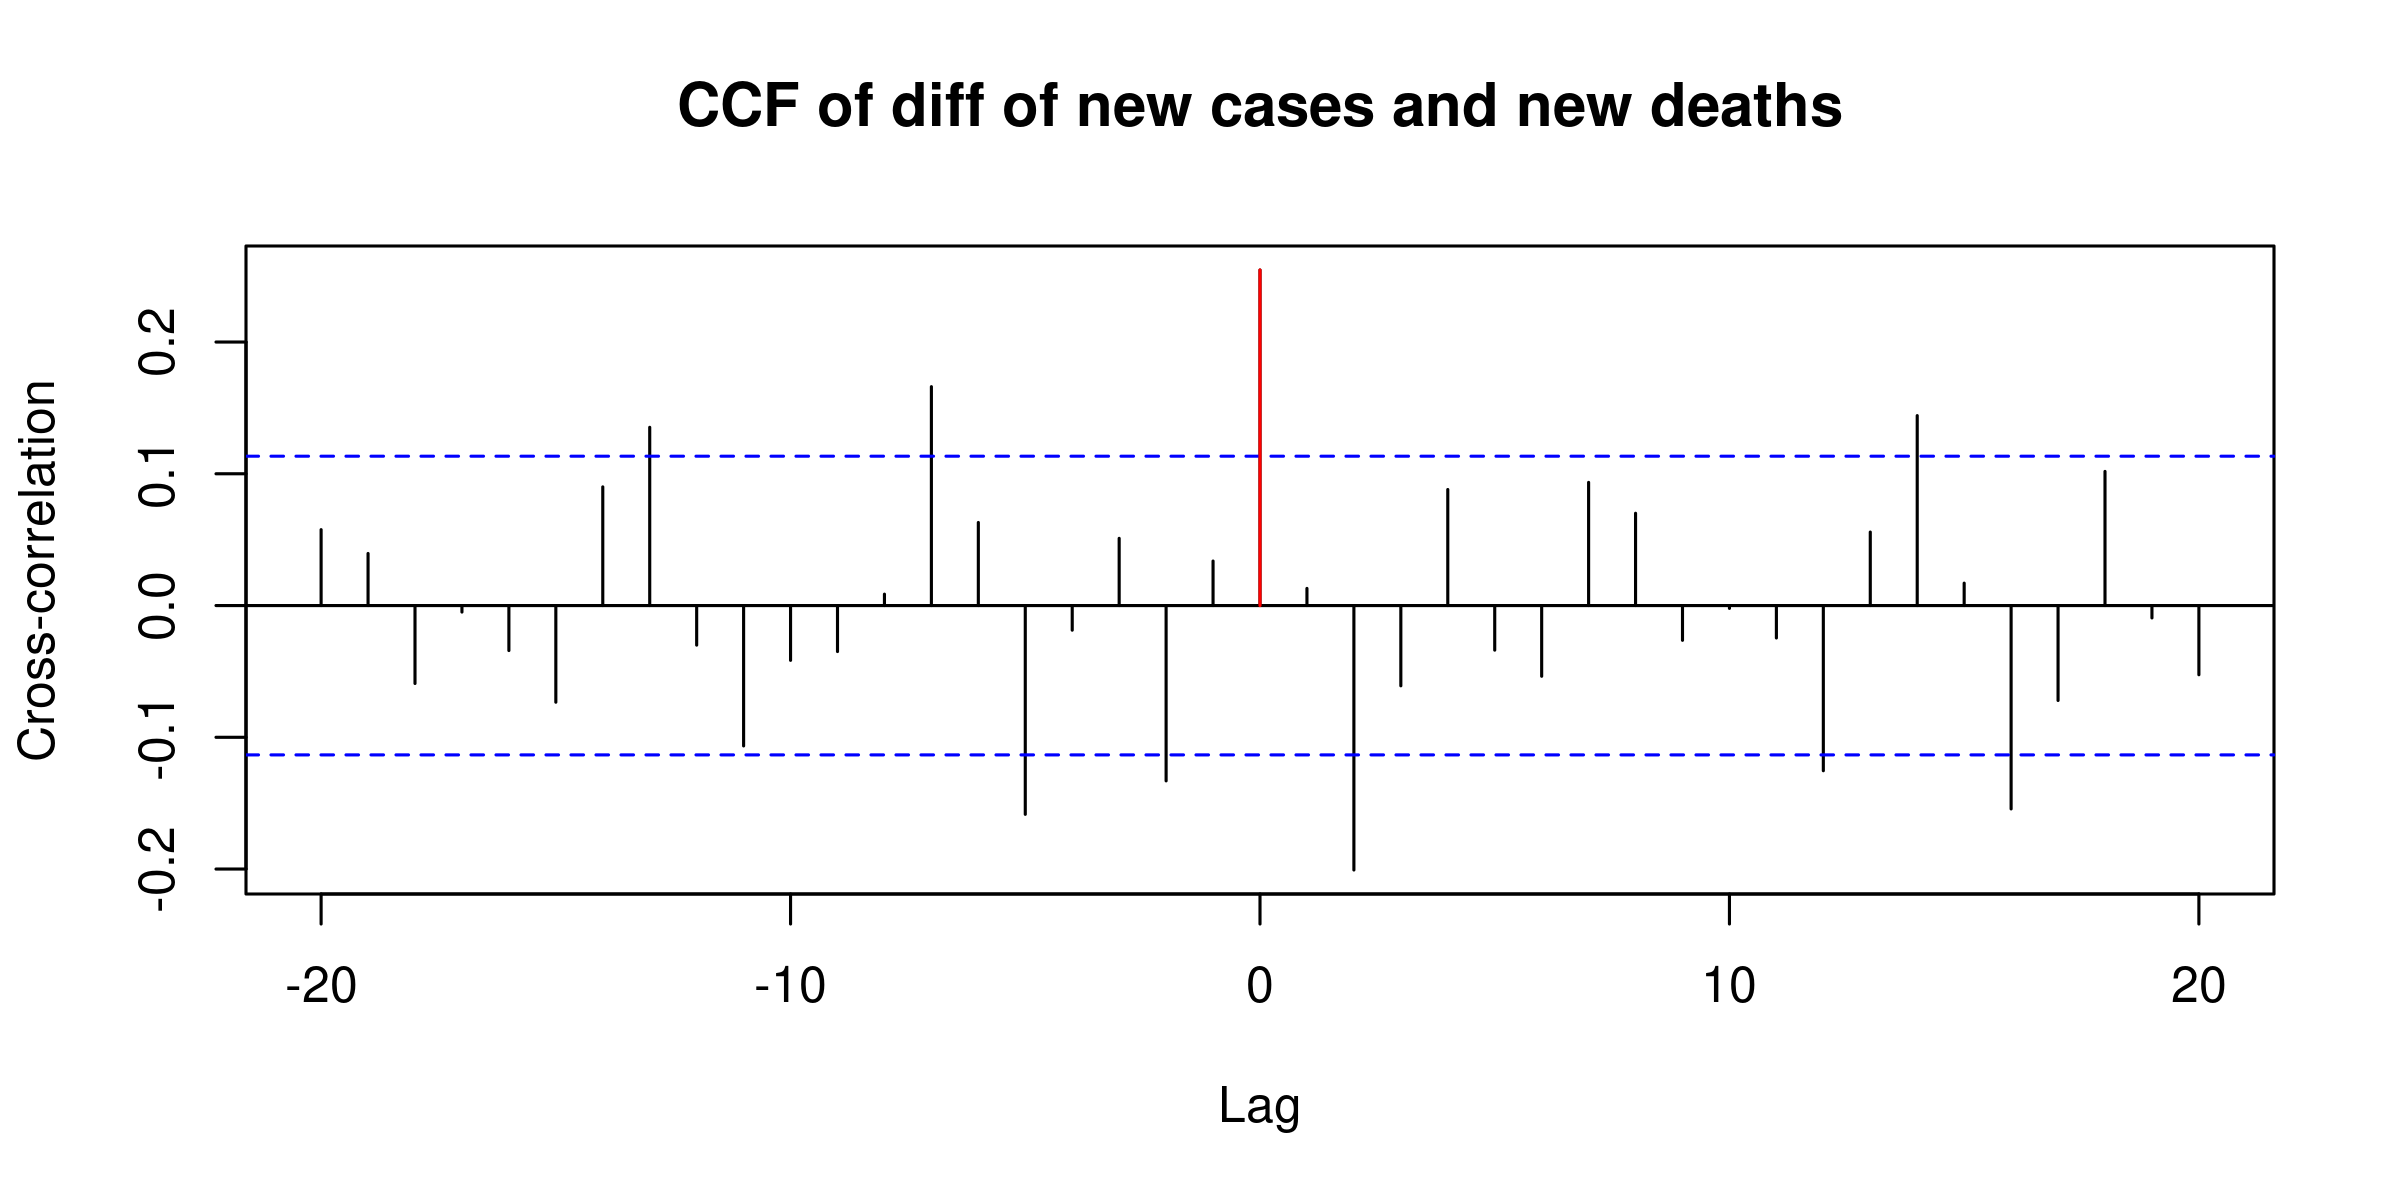 CCF of diff of new cases and new deaths
Cross-correlation
0.2
0.1
0.0
-0.1
-0.2
-20 -10 0 10 20
Lag